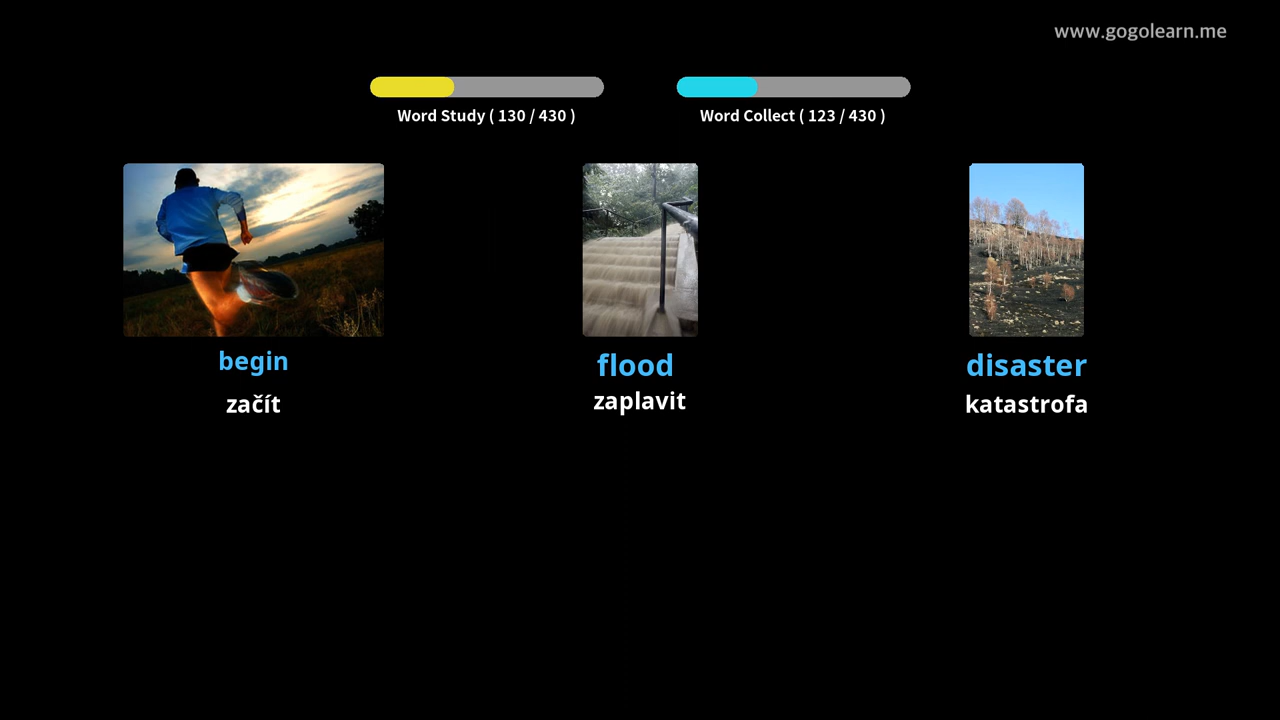 www.gogolearn.me
Word Study ( 130 / 430 )
Word Collect ( 123 / 430 )
begin
začít
flood
zaplavit
disaster
katastrofa